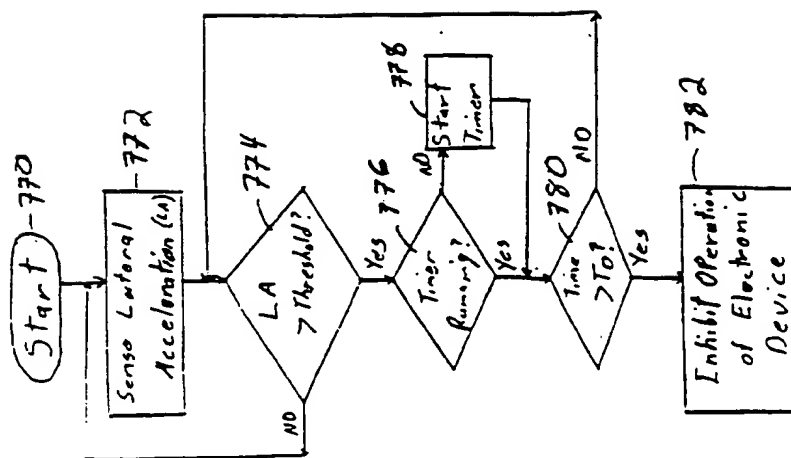 Start
770
Sense Lateral
Acceleration (LA)
772
LA
> Threshold?
774
NO
Yes
Timer
Running?
776
NO
Start
Timer
778
Yes
Time
> To?
780
NO
Yes
Inhibit Operation
of Electronic
Device
782